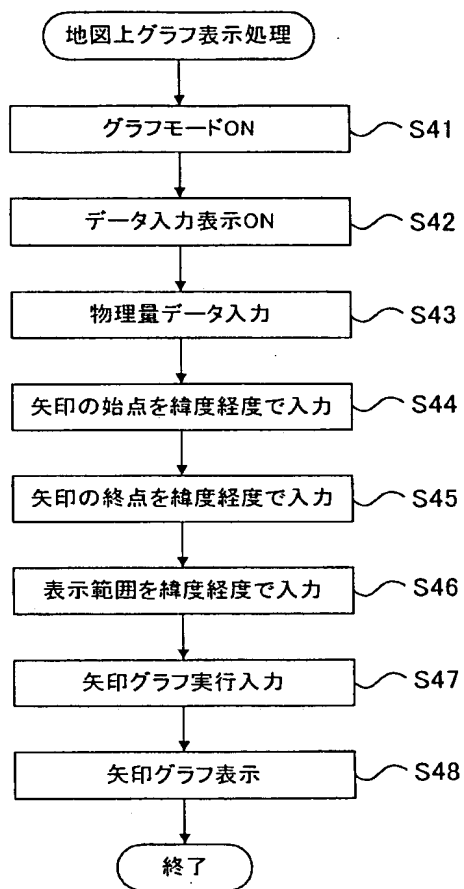 地図上グラフ表示処理
グラフモードON
S41
データ入力表示ON
S42
物理量データ入力
S43
矢印の始点を緯度経度で入力
S44
矢印の終点を緯度経度で入力
S45
表示範囲を緯度経度で入力
S46
矢印グラフ実行入力
S47
矢印グラフ表示
S48
終了